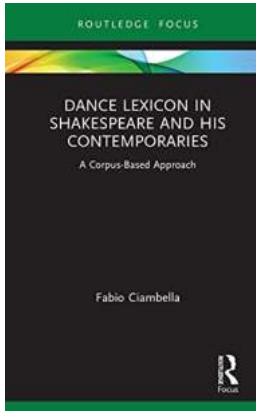 ROUTLEDGE FOCUS
DANCE LEXICON IN
SHAKESPEARE AND HIS
CONTEMPORARIES
A Corpus-Based Approach
Fabio Ciambella
R
Focus